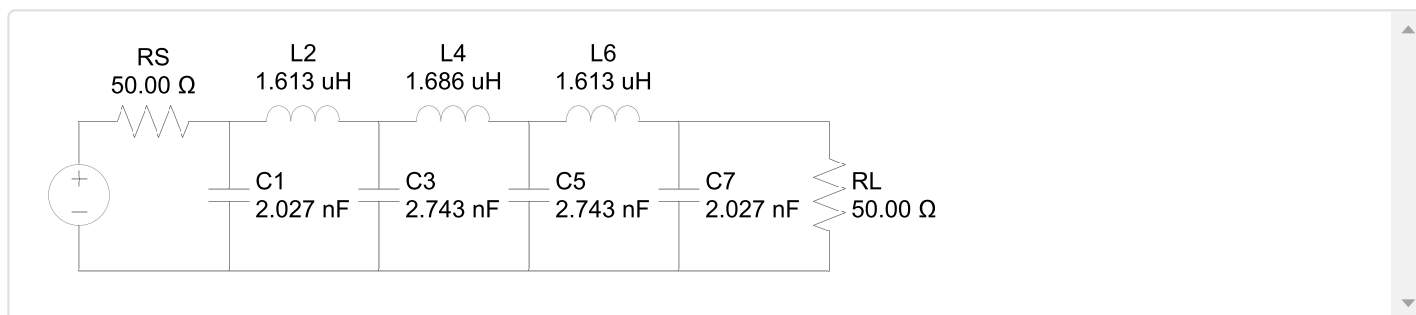 RS
50.00 Ω
L2
1.613 uH
L4
1.686 uH
L6
1.613 uH
C1
2.027 nF
C3
2.743 nF
C5
2.743 nF
C7
2.027 nF
RL
50.00 Ω